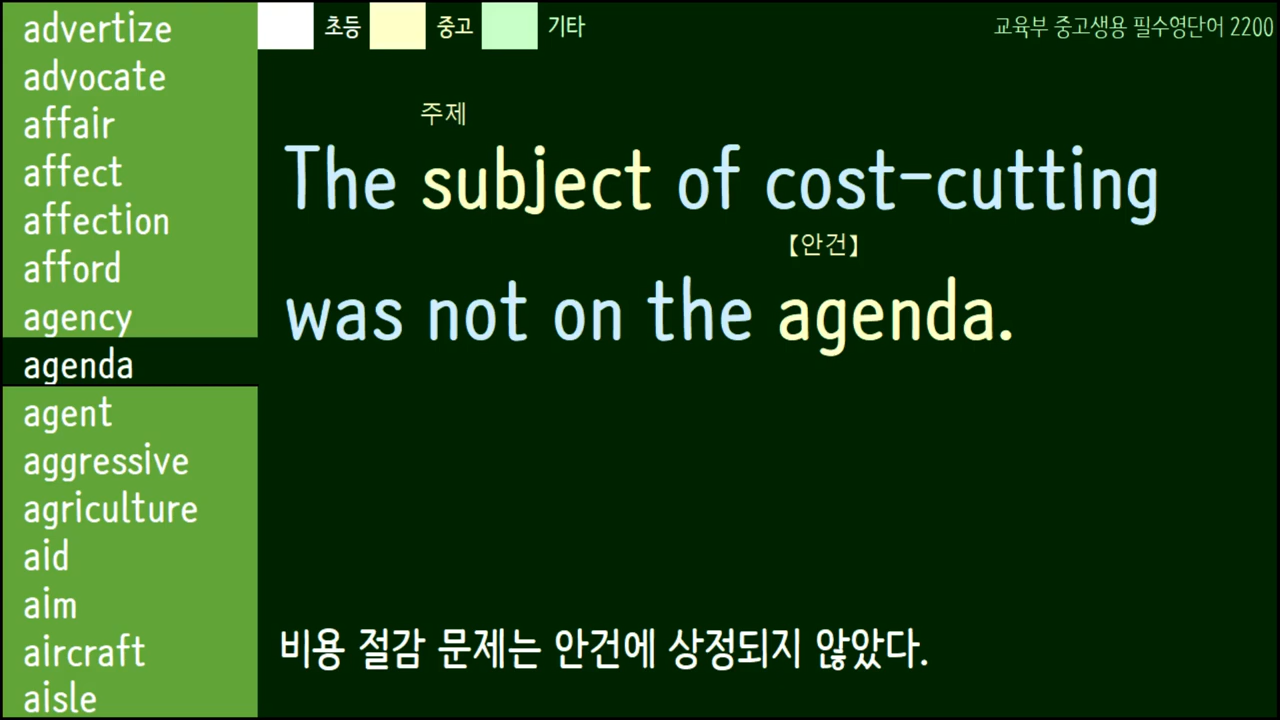 advertize
advocate
affair
affect
affection
afford
agency
agenda
agent
aggressive
agriculture
aid
aim
aircraft
aisle
초등 중고 기타
교육부 중고생용 필수영단어 2200
주제
The subject of cost-cutting
【안건】
was not on the agenda.
비용 절감 문제는 안건에 상정되지 않았다.